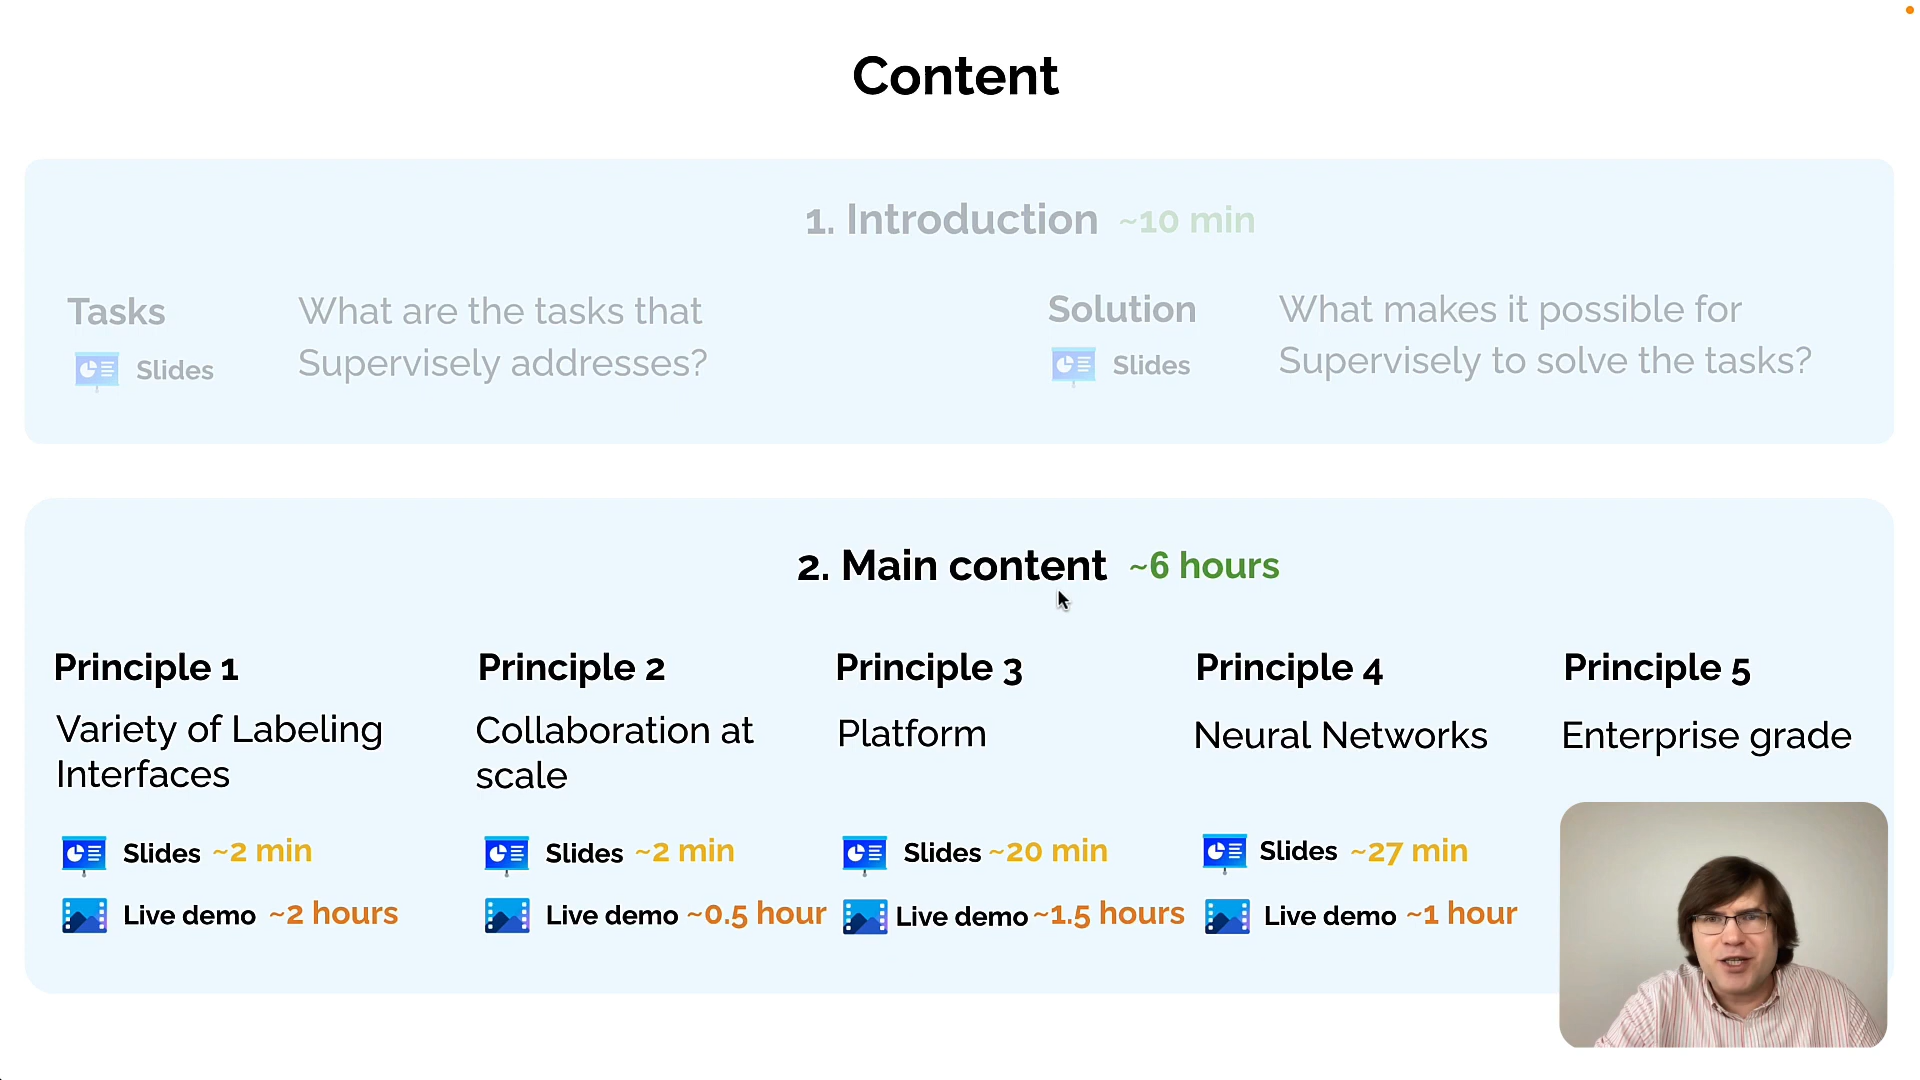 Content
1. Introduction ~10 min
Tasks
What are the tasks that
Supervisely addresses?
Slides
Solution
What makes it possible for
Supervisely to solve the tasks?
Slides
2. Main content ~6 hours
Principle 1
Variety of Labeling
Interfaces
Slides ~2 min
Live demo ~2 hours
Principle 2
Collaboration at
scale
Slides ~2 min
Live demo ~0.5 hour
Principle 3
Platform
Slides ~20 min
Live demo ~1.5 hours
Principle 4
Neural Networks
Slides ~27 min
Live demo ~1 hour
Principle 5
Enterprise grade